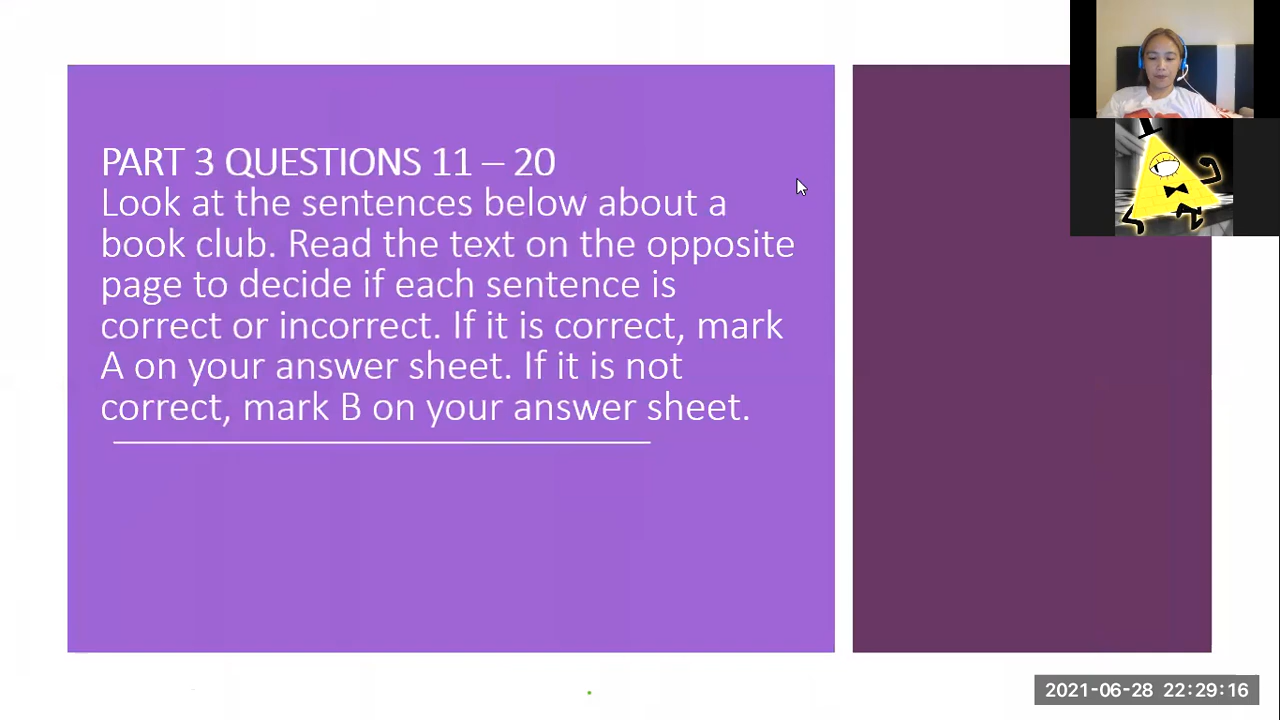 PART 3 QUESTIONS 11 – 20
Look at the sentences below about a
book club. Read the text on the opposite
page to decide if each sentence is
correct or incorrect. If it is correct, mark
A on your answer sheet. If it is not
correct, mark B on your answer sheet.
2021-06-28 22:29:16